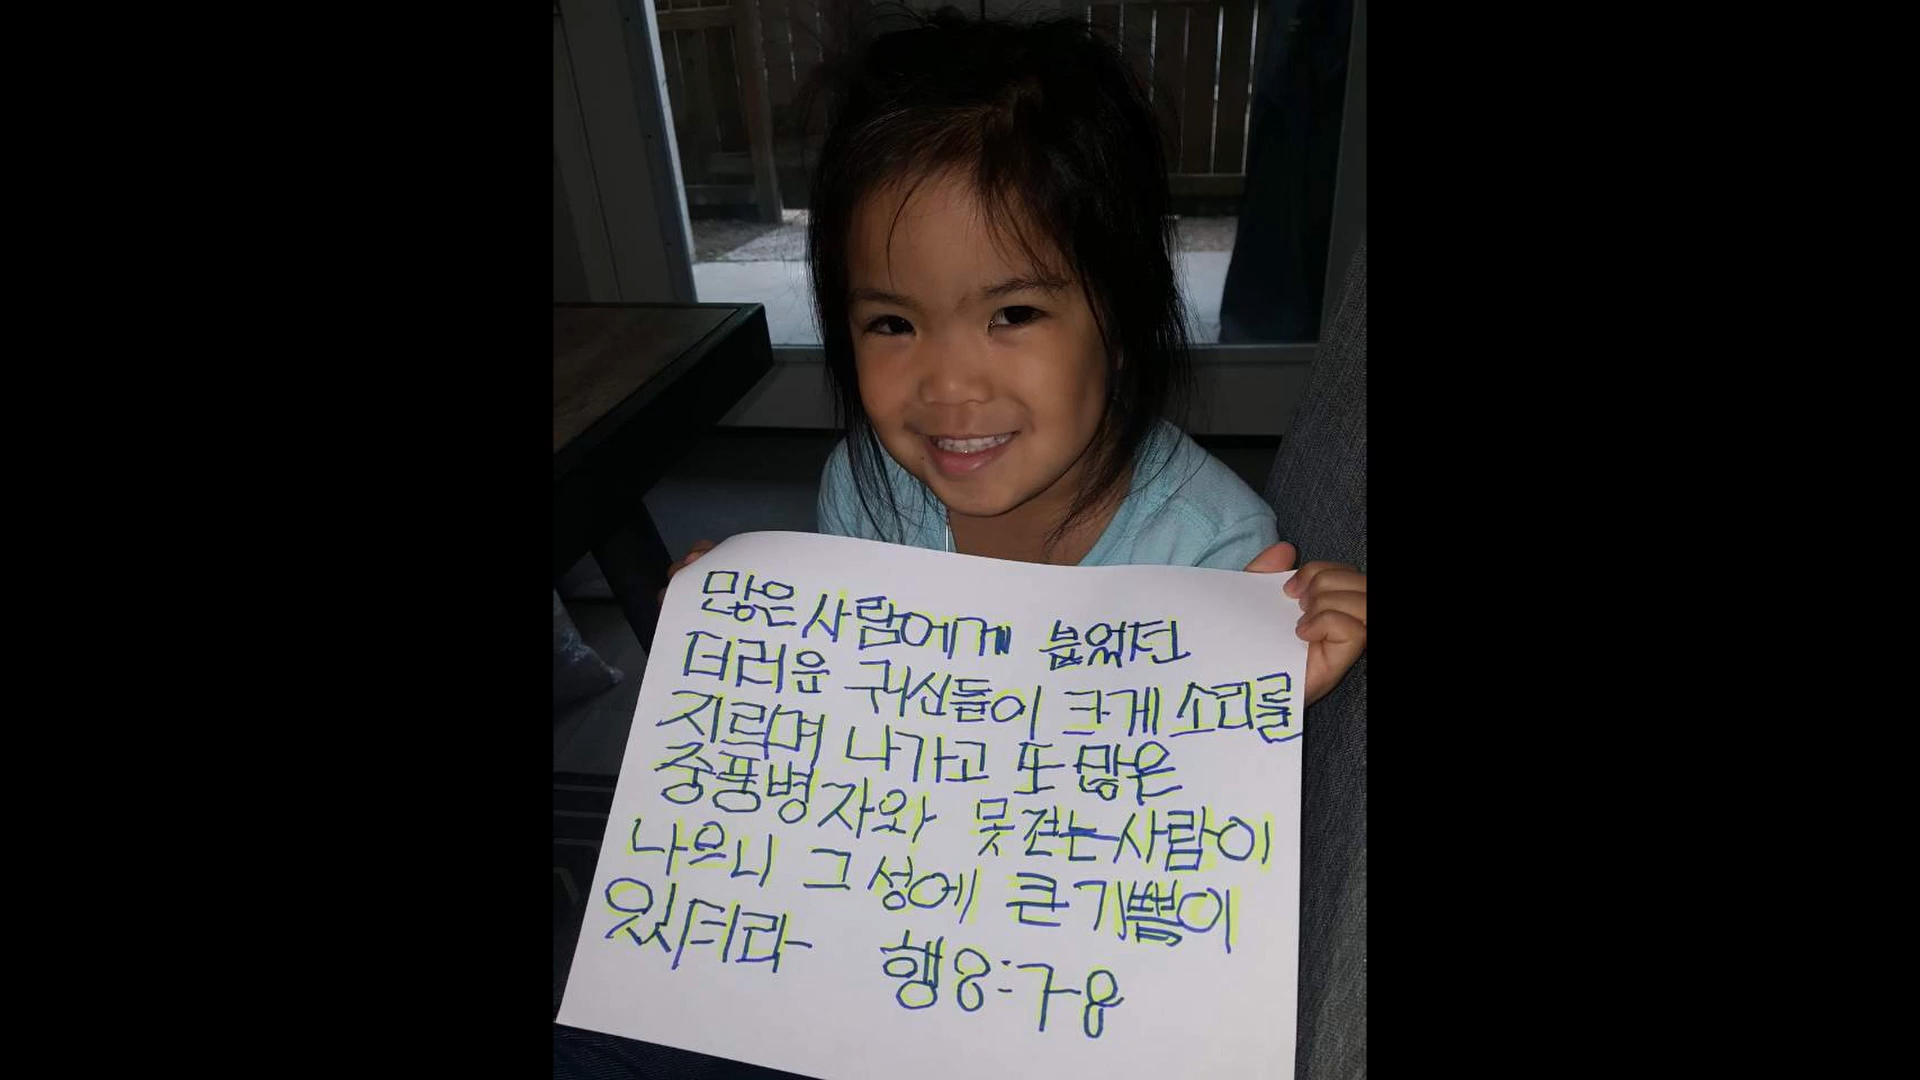 많은 사람에게 붙었던
더러운 귀신들이 크게 소리를
지르며 나가고 또 많은
중풍병자와 못 걷는 사람이
나으니 그 성에 큰 기쁨이
있더라 행8:7-8